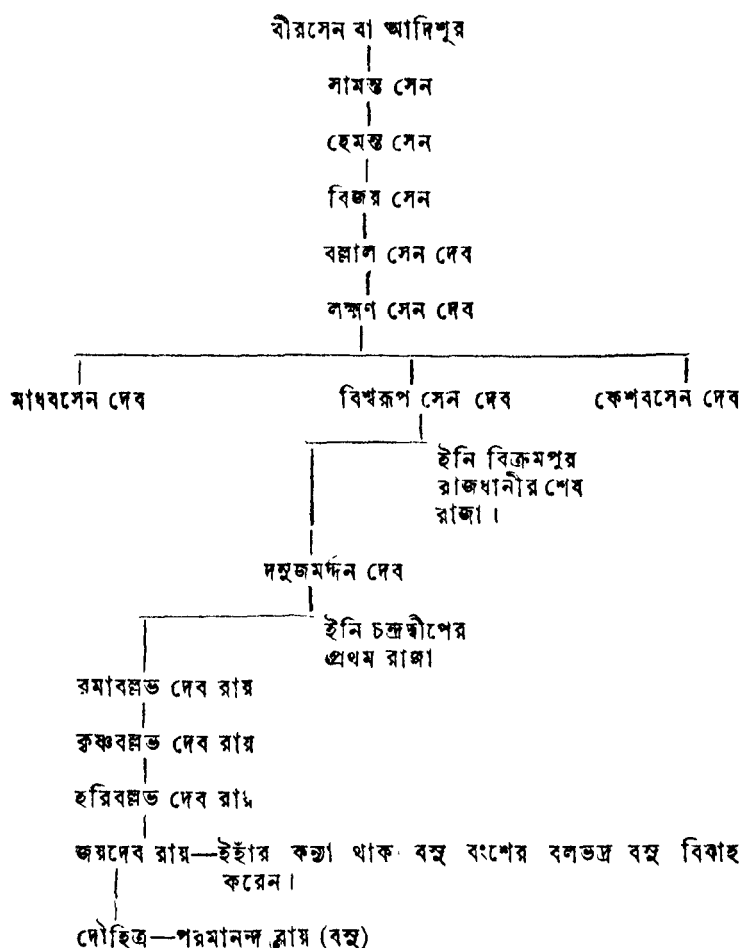 বীরসেন বা আদিশূর
সামন্ত সেন
হেমন্ত সেন
বিজয় সেন
বল্লাল সেন দেব
লক্ষ্মণ সেন দেব
মাধবসেন দেব বিশ্বরূপ সেন দেব কেশবসেন দেব
ইনি বিক্রমপুর
রাজধানীর শেষ
রাজা।
দনুজমর্দ্দন দেব
ইনি চন্দ্রদ্বীপের
প্রথম রাজা
রমাবল্লভ দেব রায়
কৃষ্ণবল্লভ দেব রায়
হরিবল্লভ দেব রায়
জয়দেব রায়—ইহাঁর কন্যা থাক বসু বংশের বলভদ্র বসু বিবাহ
করেন।
দৌহিত্র—পরমানন্দ রায় (বসু)